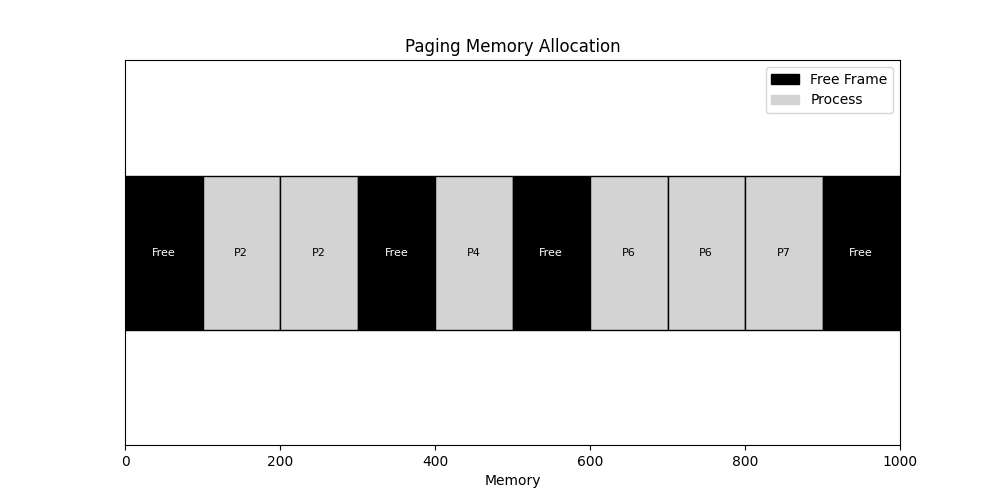 Paging Memory Allocation
Free Frame
Process
Free P2 P2 Free P4 Free P6 P6 P7 Free
0 200 400 600 800 1000
Memory